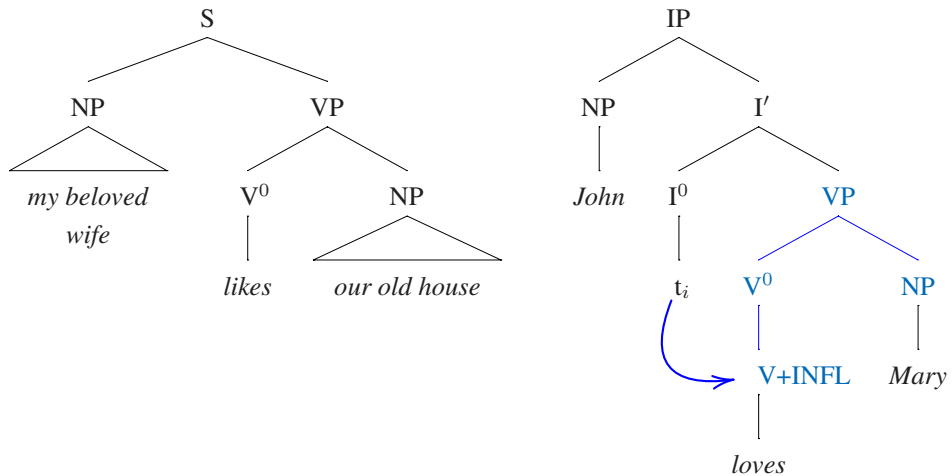 S
IP
NP
VP
NP
I′
my beloved
wife
V⁰
NP
John
I⁰
VP
likes
our old house
tᵢ
V⁰
NP
V+INFL
Mary
loves